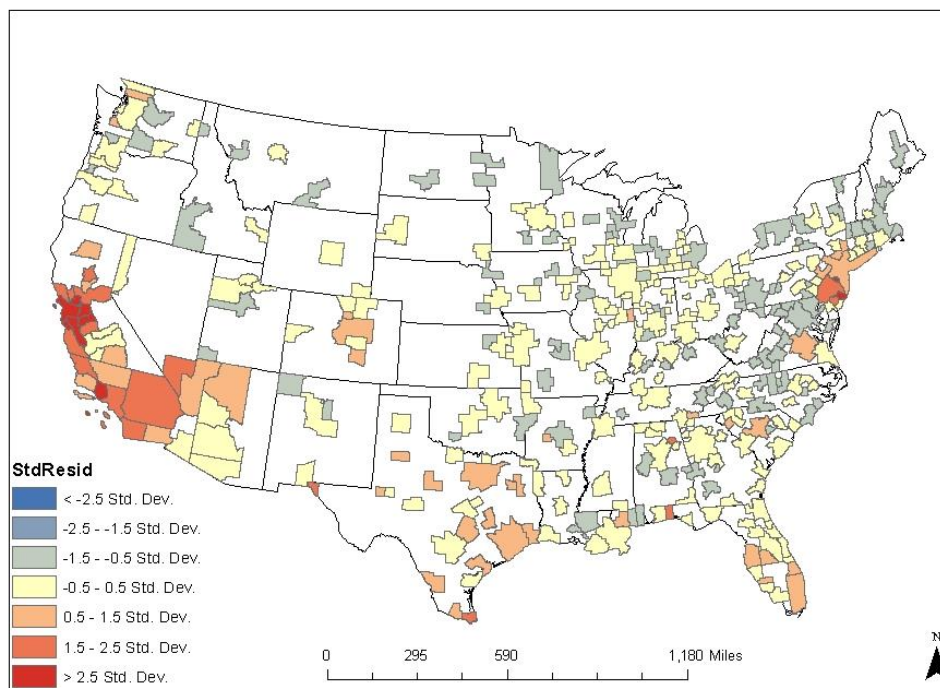 StdResid
< -2.5 Std. Dev.
-2.5 - -1.5 Std. Dev.
-1.5 - -0.5 Std. Dev.
-0.5 - 0.5 Std. Dev.
0.5 - 1.5 Std. Dev.
1.5 - 2.5 Std. Dev.
> 2.5 Std. Dev.
0 295 590 1,180 Miles
N